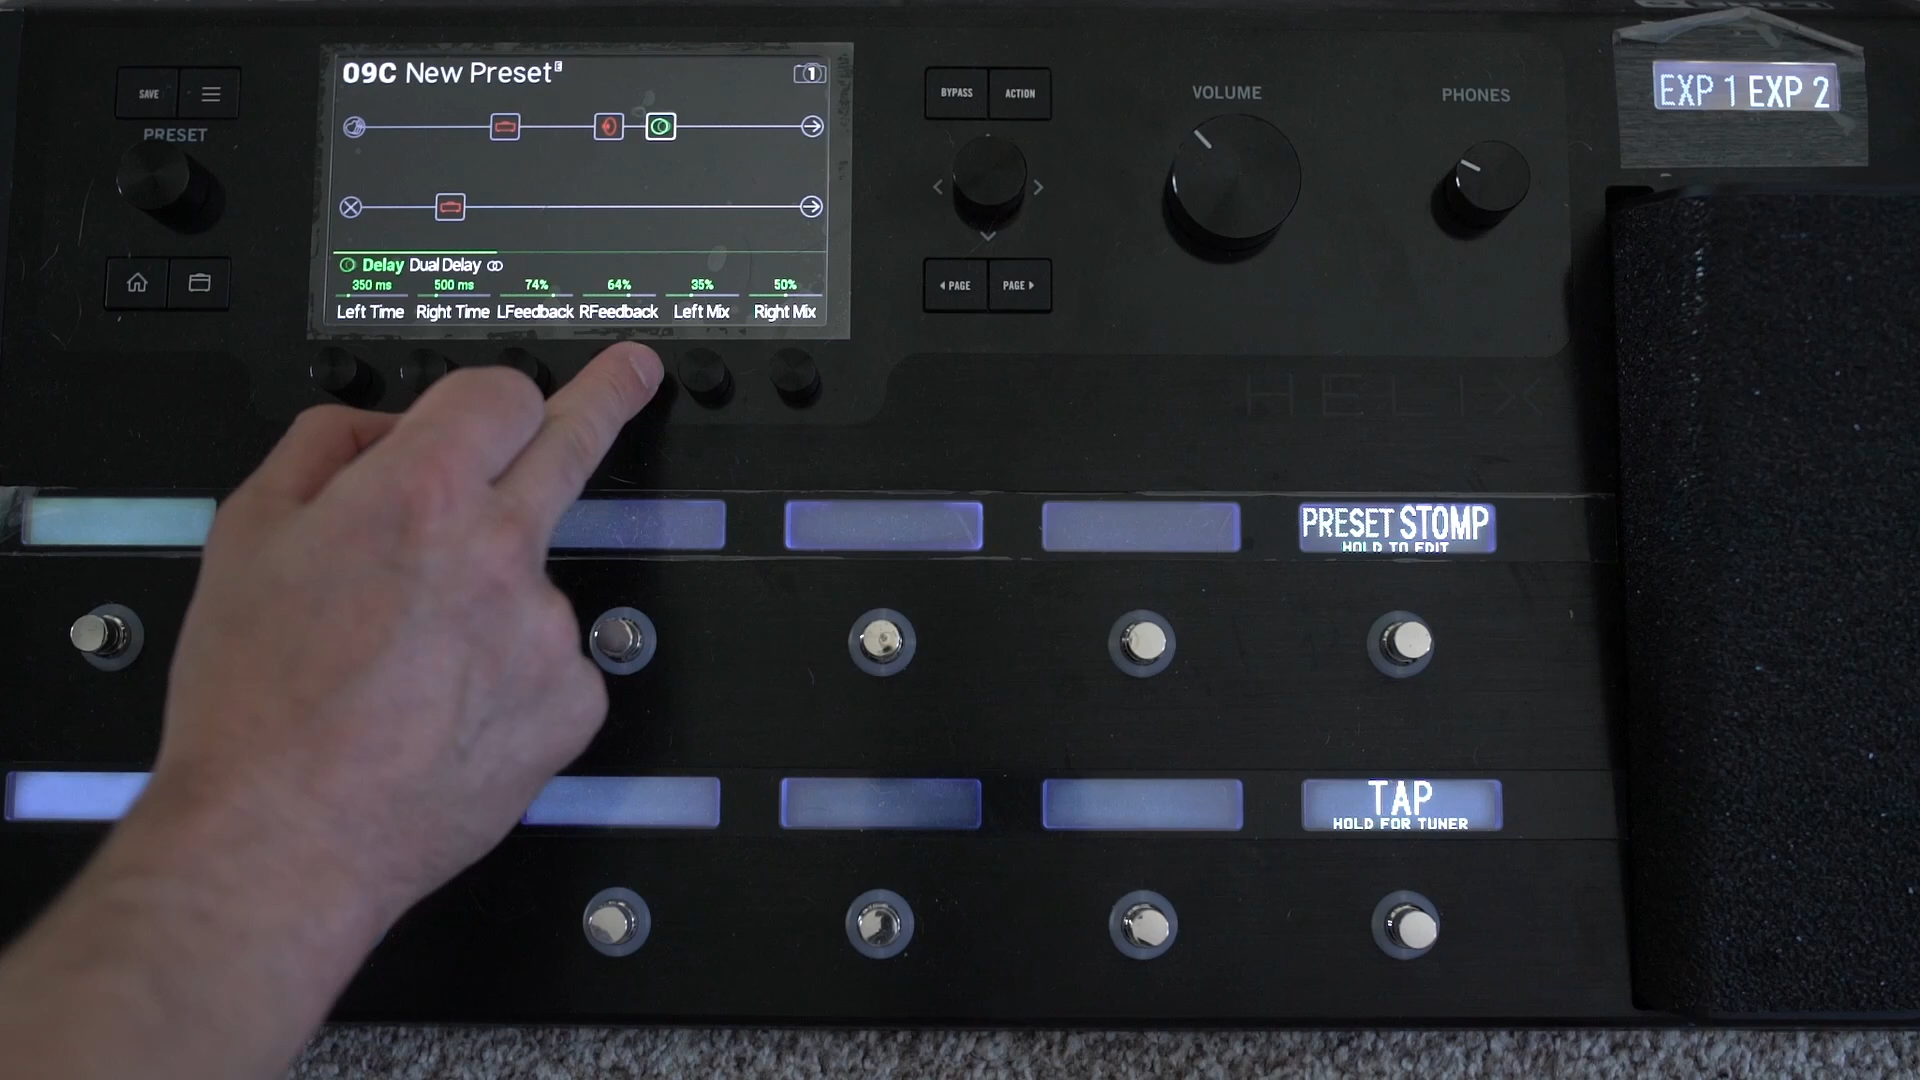 09C New Preset E
1
SAVE
PRESET
Delay Dual Delay
350 ms 500 ms 74% 64% 35% 50%
Left Time Right Time LFeedback RFeedback Left Mix Right Mix
BYPASS ACTION
PAGE PAGE
VOLUME
PHONES
EXP 1 EXP 2
HELIX
PRESET STOMP
HOLD TO EDIT
TAP
HOLD FOR TUNER